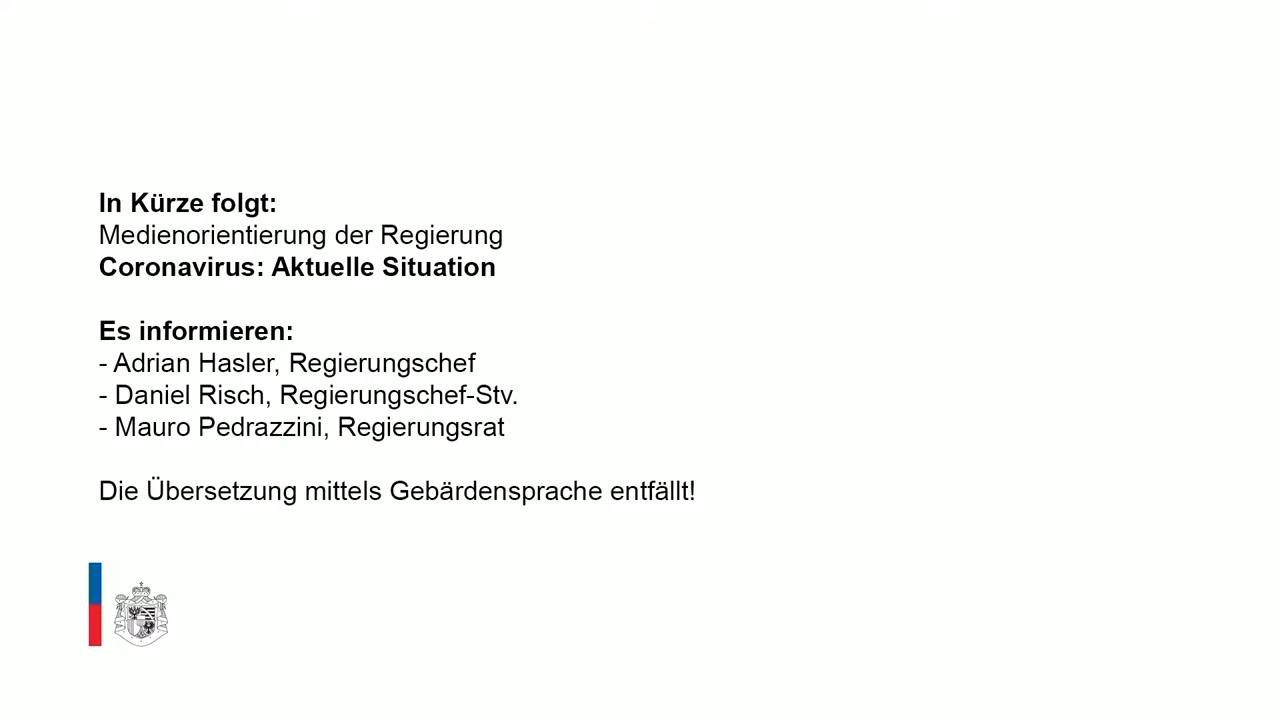 In Kürze folgt:
Medienorientierung der Regierung
Coronavirus: Aktuelle Situation
Es informieren:
- Adrian Hasler, Regierungschef
- Daniel Risch, Regierungschef-Stv.
- Mauro Pedrazzini, Regierungsrat
Die Übersetzung mittels Gebärdensprache entfällt!